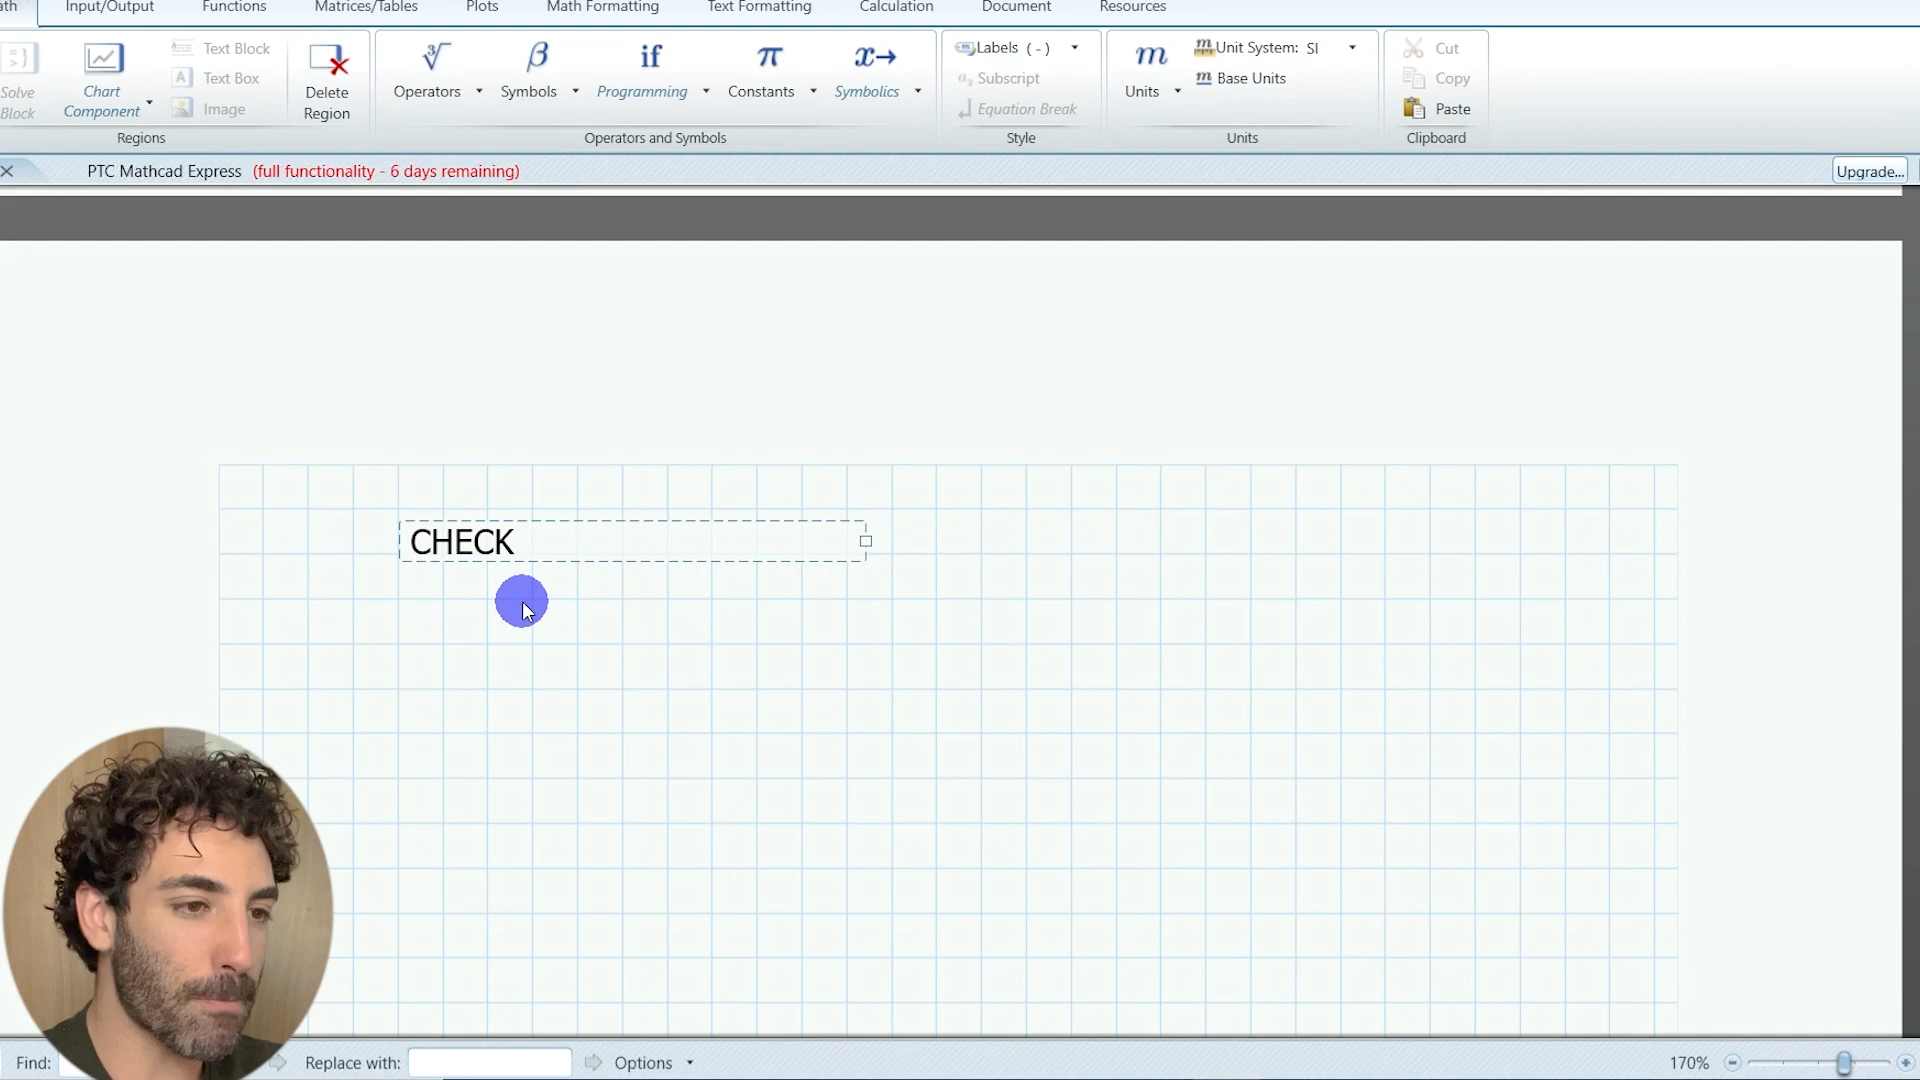 Input/Output Functions Matrices/Tables Plots Math Formatting Text Formatting Calculation Document Resources
Solve Block
Chart Component
Text Block
Text Box
Image
Delete Region
Regions
Operators
Symbols
if
Programming
π
Constants
Symbolics
Operators and Symbols
Labels ( - )
Subscript
Equation Break
Style
m
Units
Unit System: SI
Base Units
Units
Cut
Copy
Paste
Clipboard
PTC Mathcad Express (full functionality - 6 days remaining)
Upgrade...
CHECK
Find:
Replace with:
Options
170%